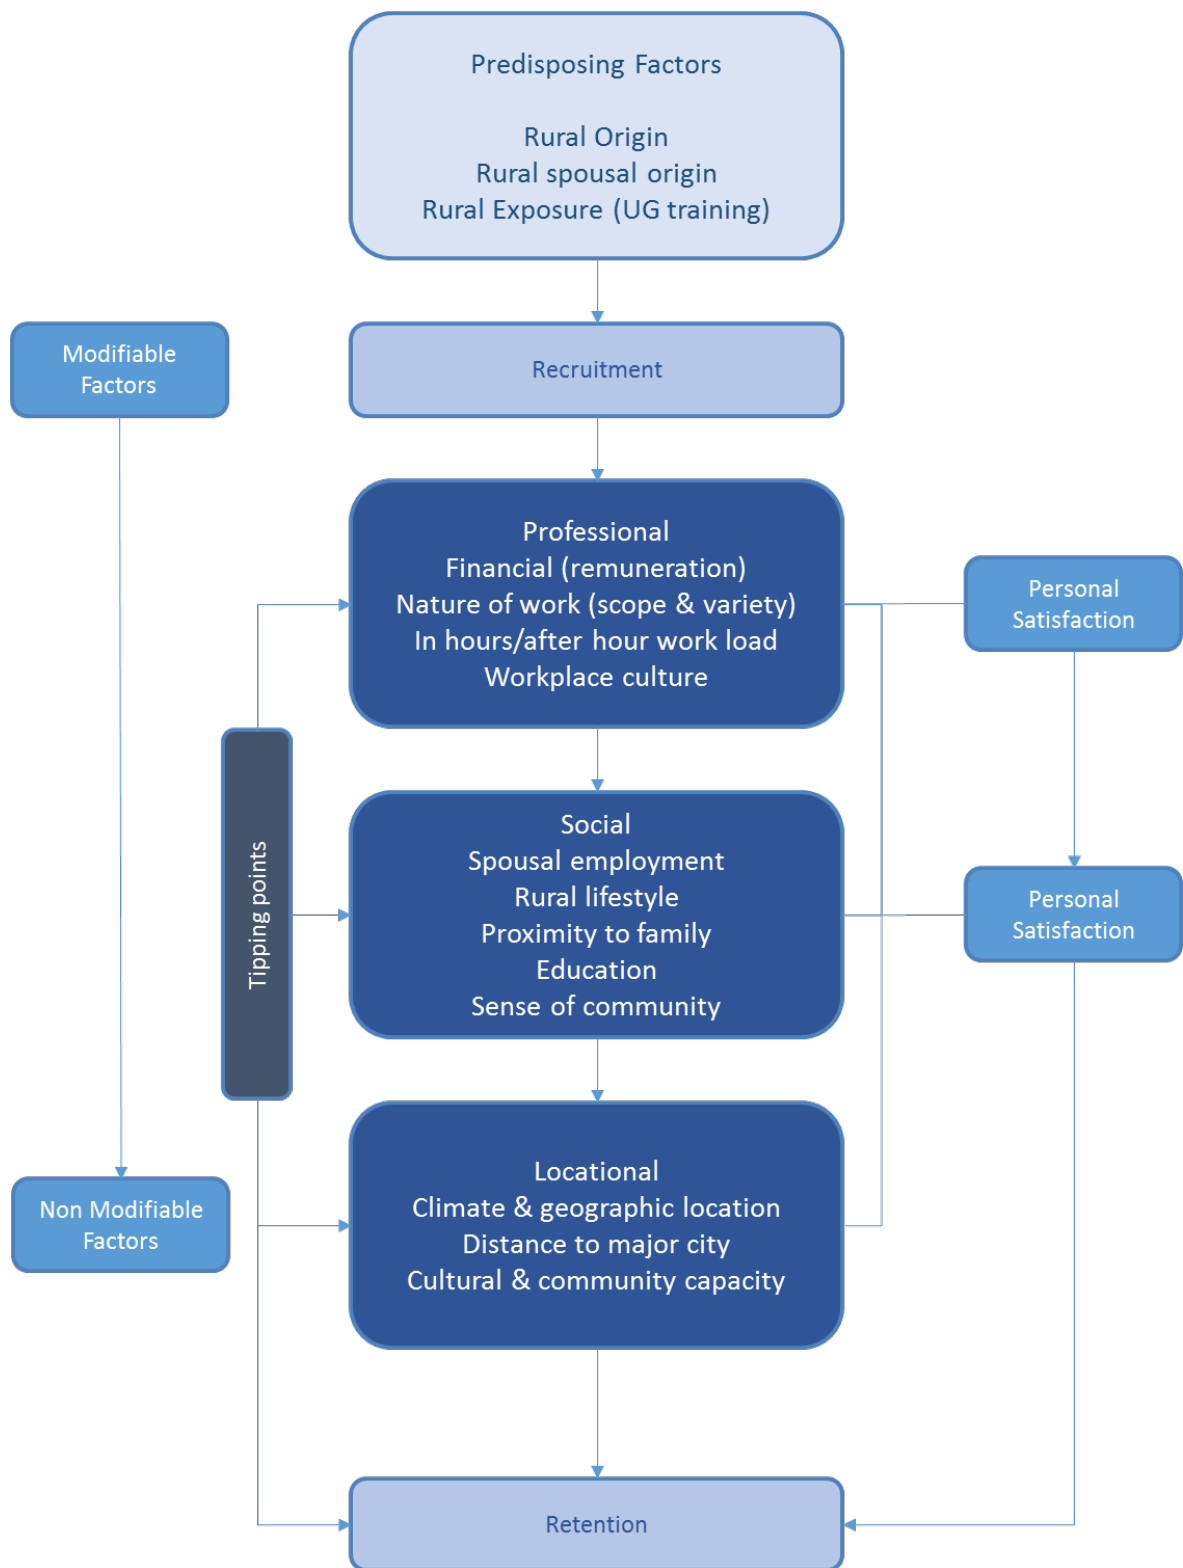 Predisposing Factors
Rural Origin
Rural spousal origin
Rural Exposure (UG training)
Modifiable
Factors
Recruitment
Professional
Financial (remuneration)
Nature of work (scope & variety)
In hours/after hour work load
Workplace culture
Personal
Satisfaction
Tipping points
Social
Spousal employment
Rural lifestyle
Proximity to family
Education
Sense of community
Personal
Satisfaction
Non Modifiable
Factors
Locational
Climate & geographic location
Distance to major city
Cultural & community capacity
Retention